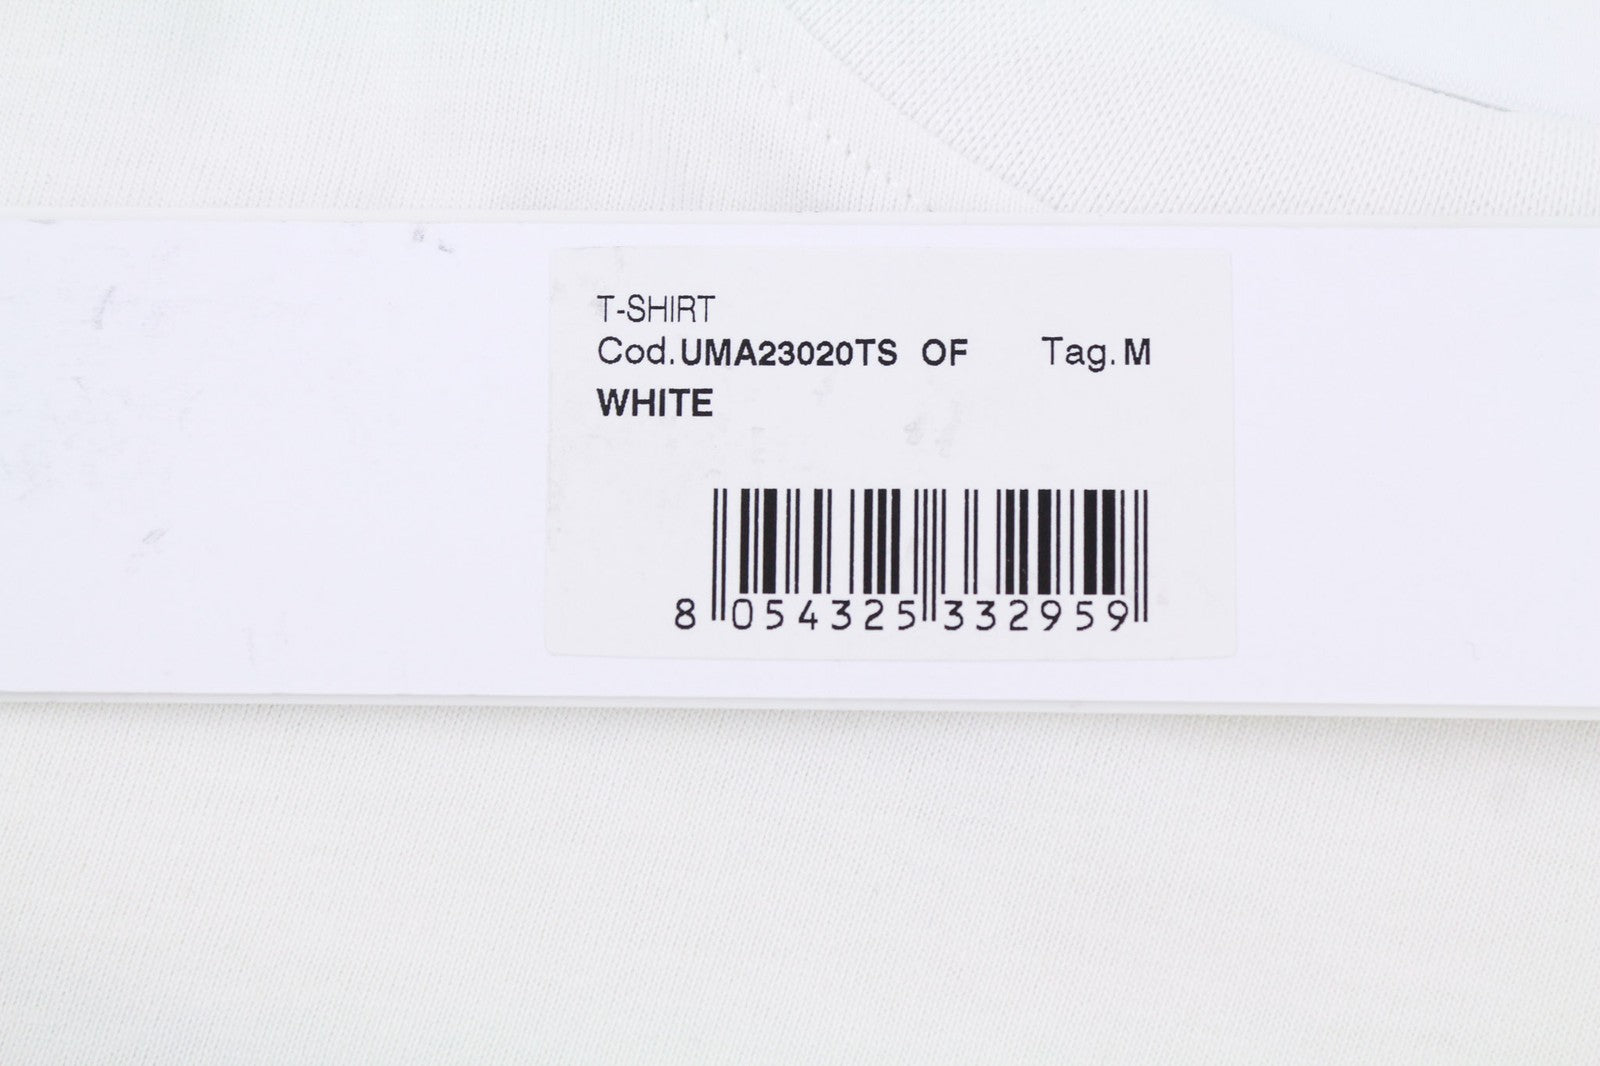 T-SHIRT
Cod. UMA23020TS OF Tag. M
WHITE
8 054325 332959